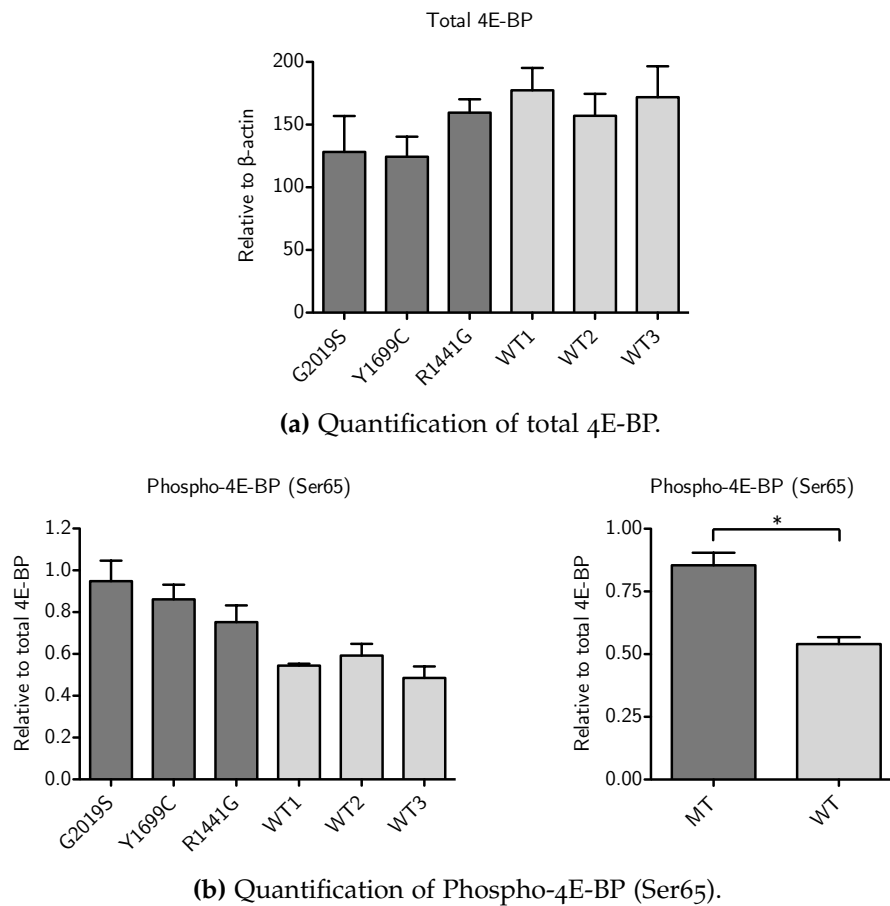 Total 4E-BP
Relative to β-actin
200
150
100
50
0
G2019S
Y1699C
R1441G
WT1
WT2
WT3
(a) Quantification of total 4E-BP.
Phospho-4E-BP (Ser65)
Relative to total 4E-BP
1.2
1.0
0.8
0.6
0.4
0.2
0.0
G2019S
Y1699C
R1441G
WT1
WT2
WT3
Phospho-4E-BP (Ser65)
Relative to total 4E-BP
1.00
0.75
0.50
0.25
0.00
*
MT
WT
(b) Quantification of Phospho-4E-BP (Ser65).